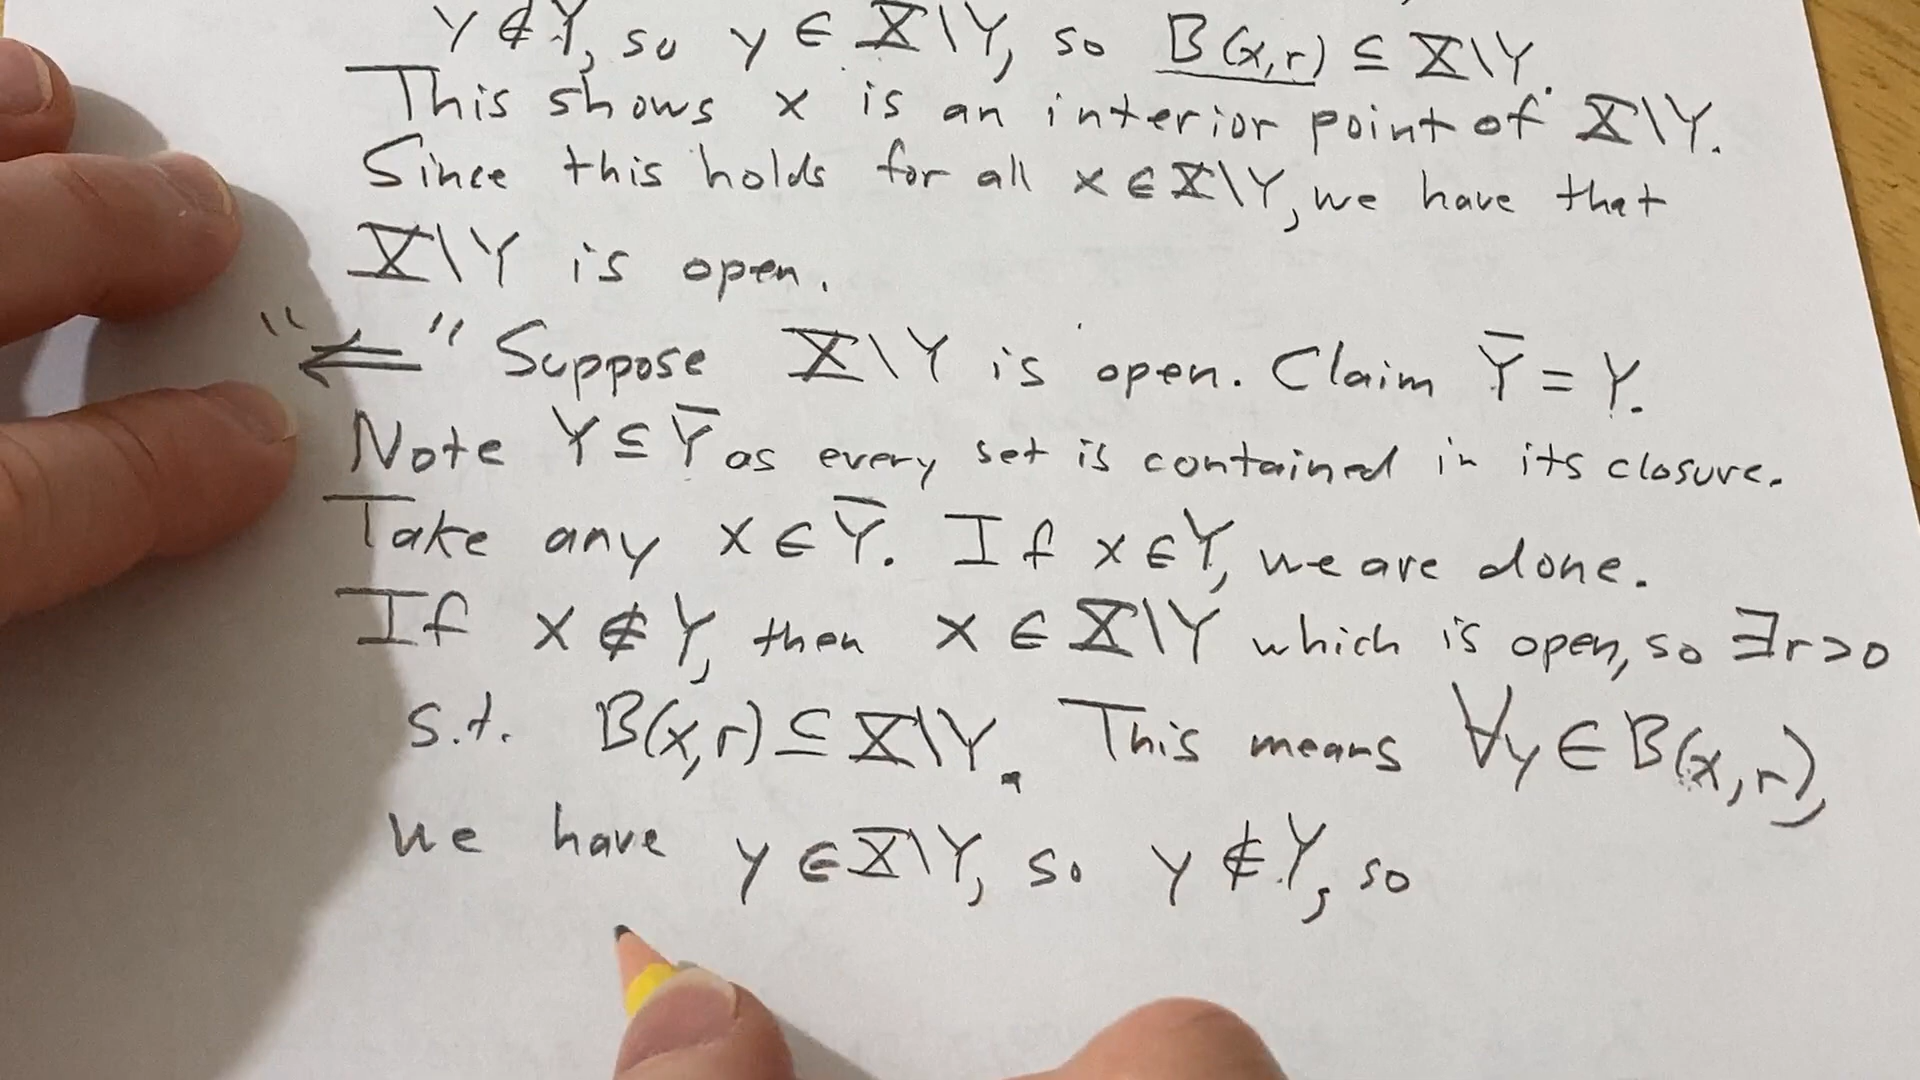 y ∉ Y, so y ∈ X\Y, so B(x,r) ⊆ X\Y.
This shows x is an interior point of X\Y.
Since this holds for all x ∈ X\Y, we have that
X\Y is open.
"⇐" Suppose X\Y is open. Claim Ȳ = Y.
Note Y ⊆ Ȳ as every set is contained in its closure.
Take any x ∈ Ȳ. If x ∈ Y, we are done.
If x ∉ Y, then x ∈ X\Y which is open, so ∃r>0
s.t. B(x,r) ⊆ X\Y. This means ∀y ∈ B(x,r),
we have y ∈ X\Y, so y ∉ Y, so